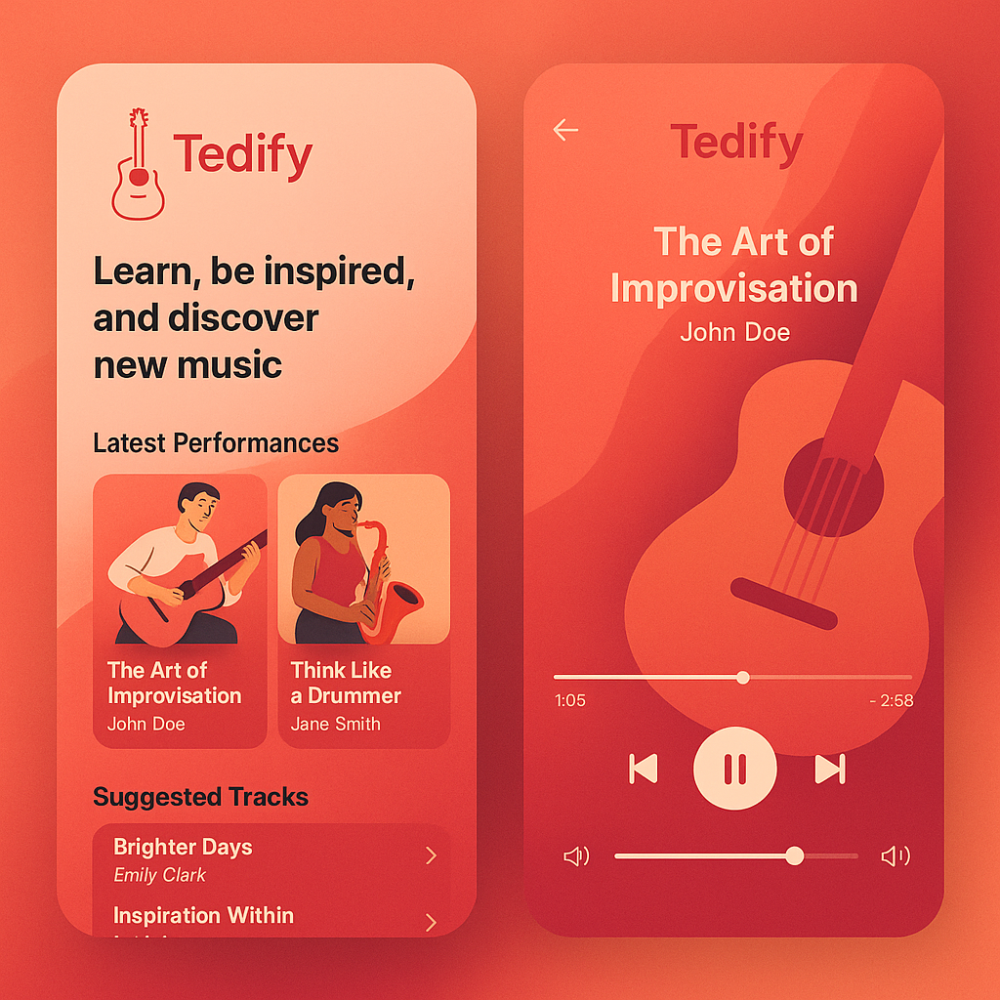 Tedify
Learn, be inspired,
and discover
new music
Latest Performances
The Art of
Improvisation
John Doe
Think Like
a Drummer
Jane Smith
Suggested Tracks
Brighter Days
Emily Clark
Inspiration Within
Tedify
The Art of
Improvisation
John Doe
1:05
- 2:58